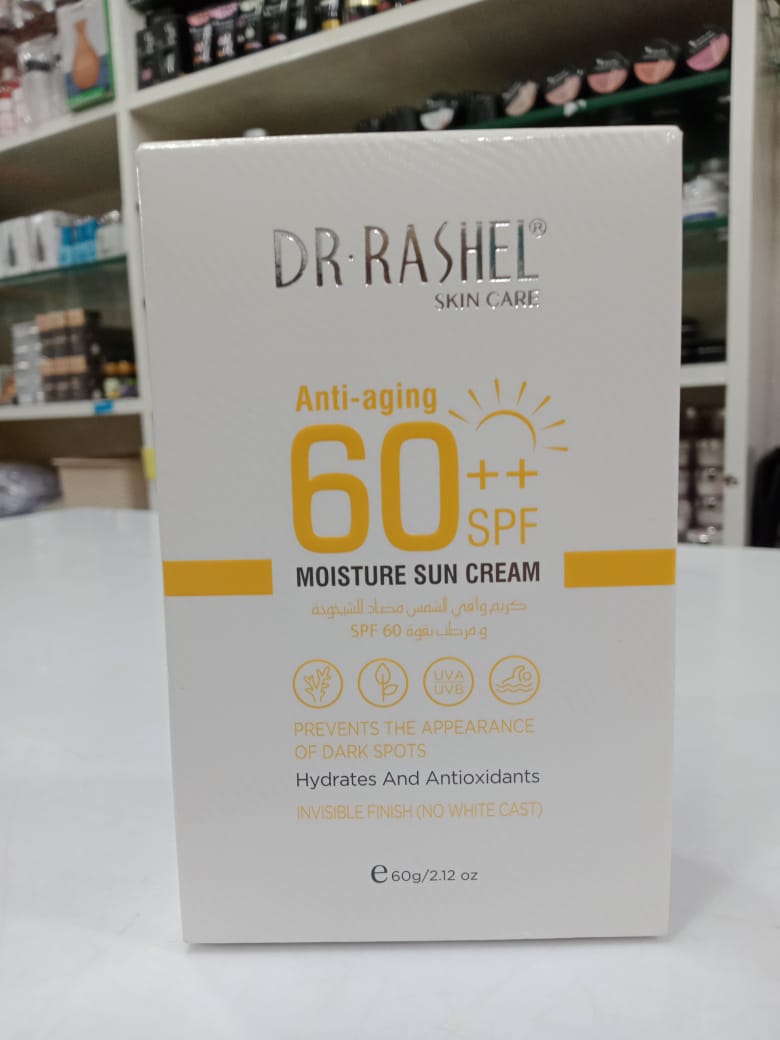 DR·RASHEL®
SKIN CARE
Anti-aging
60++
SPF
MOISTURE SUN CREAM
كريم واقي الشمس مضاد للشيخوخة
و مرطب بقوة SPF 60
UVA
UVB
PREVENTS THE APPEARANCE
OF DARK SPOTS
Hydrates And Antioxidants
INVISIBLE FINISH (NO WHITE CAST)
e 60g/2.12 oz